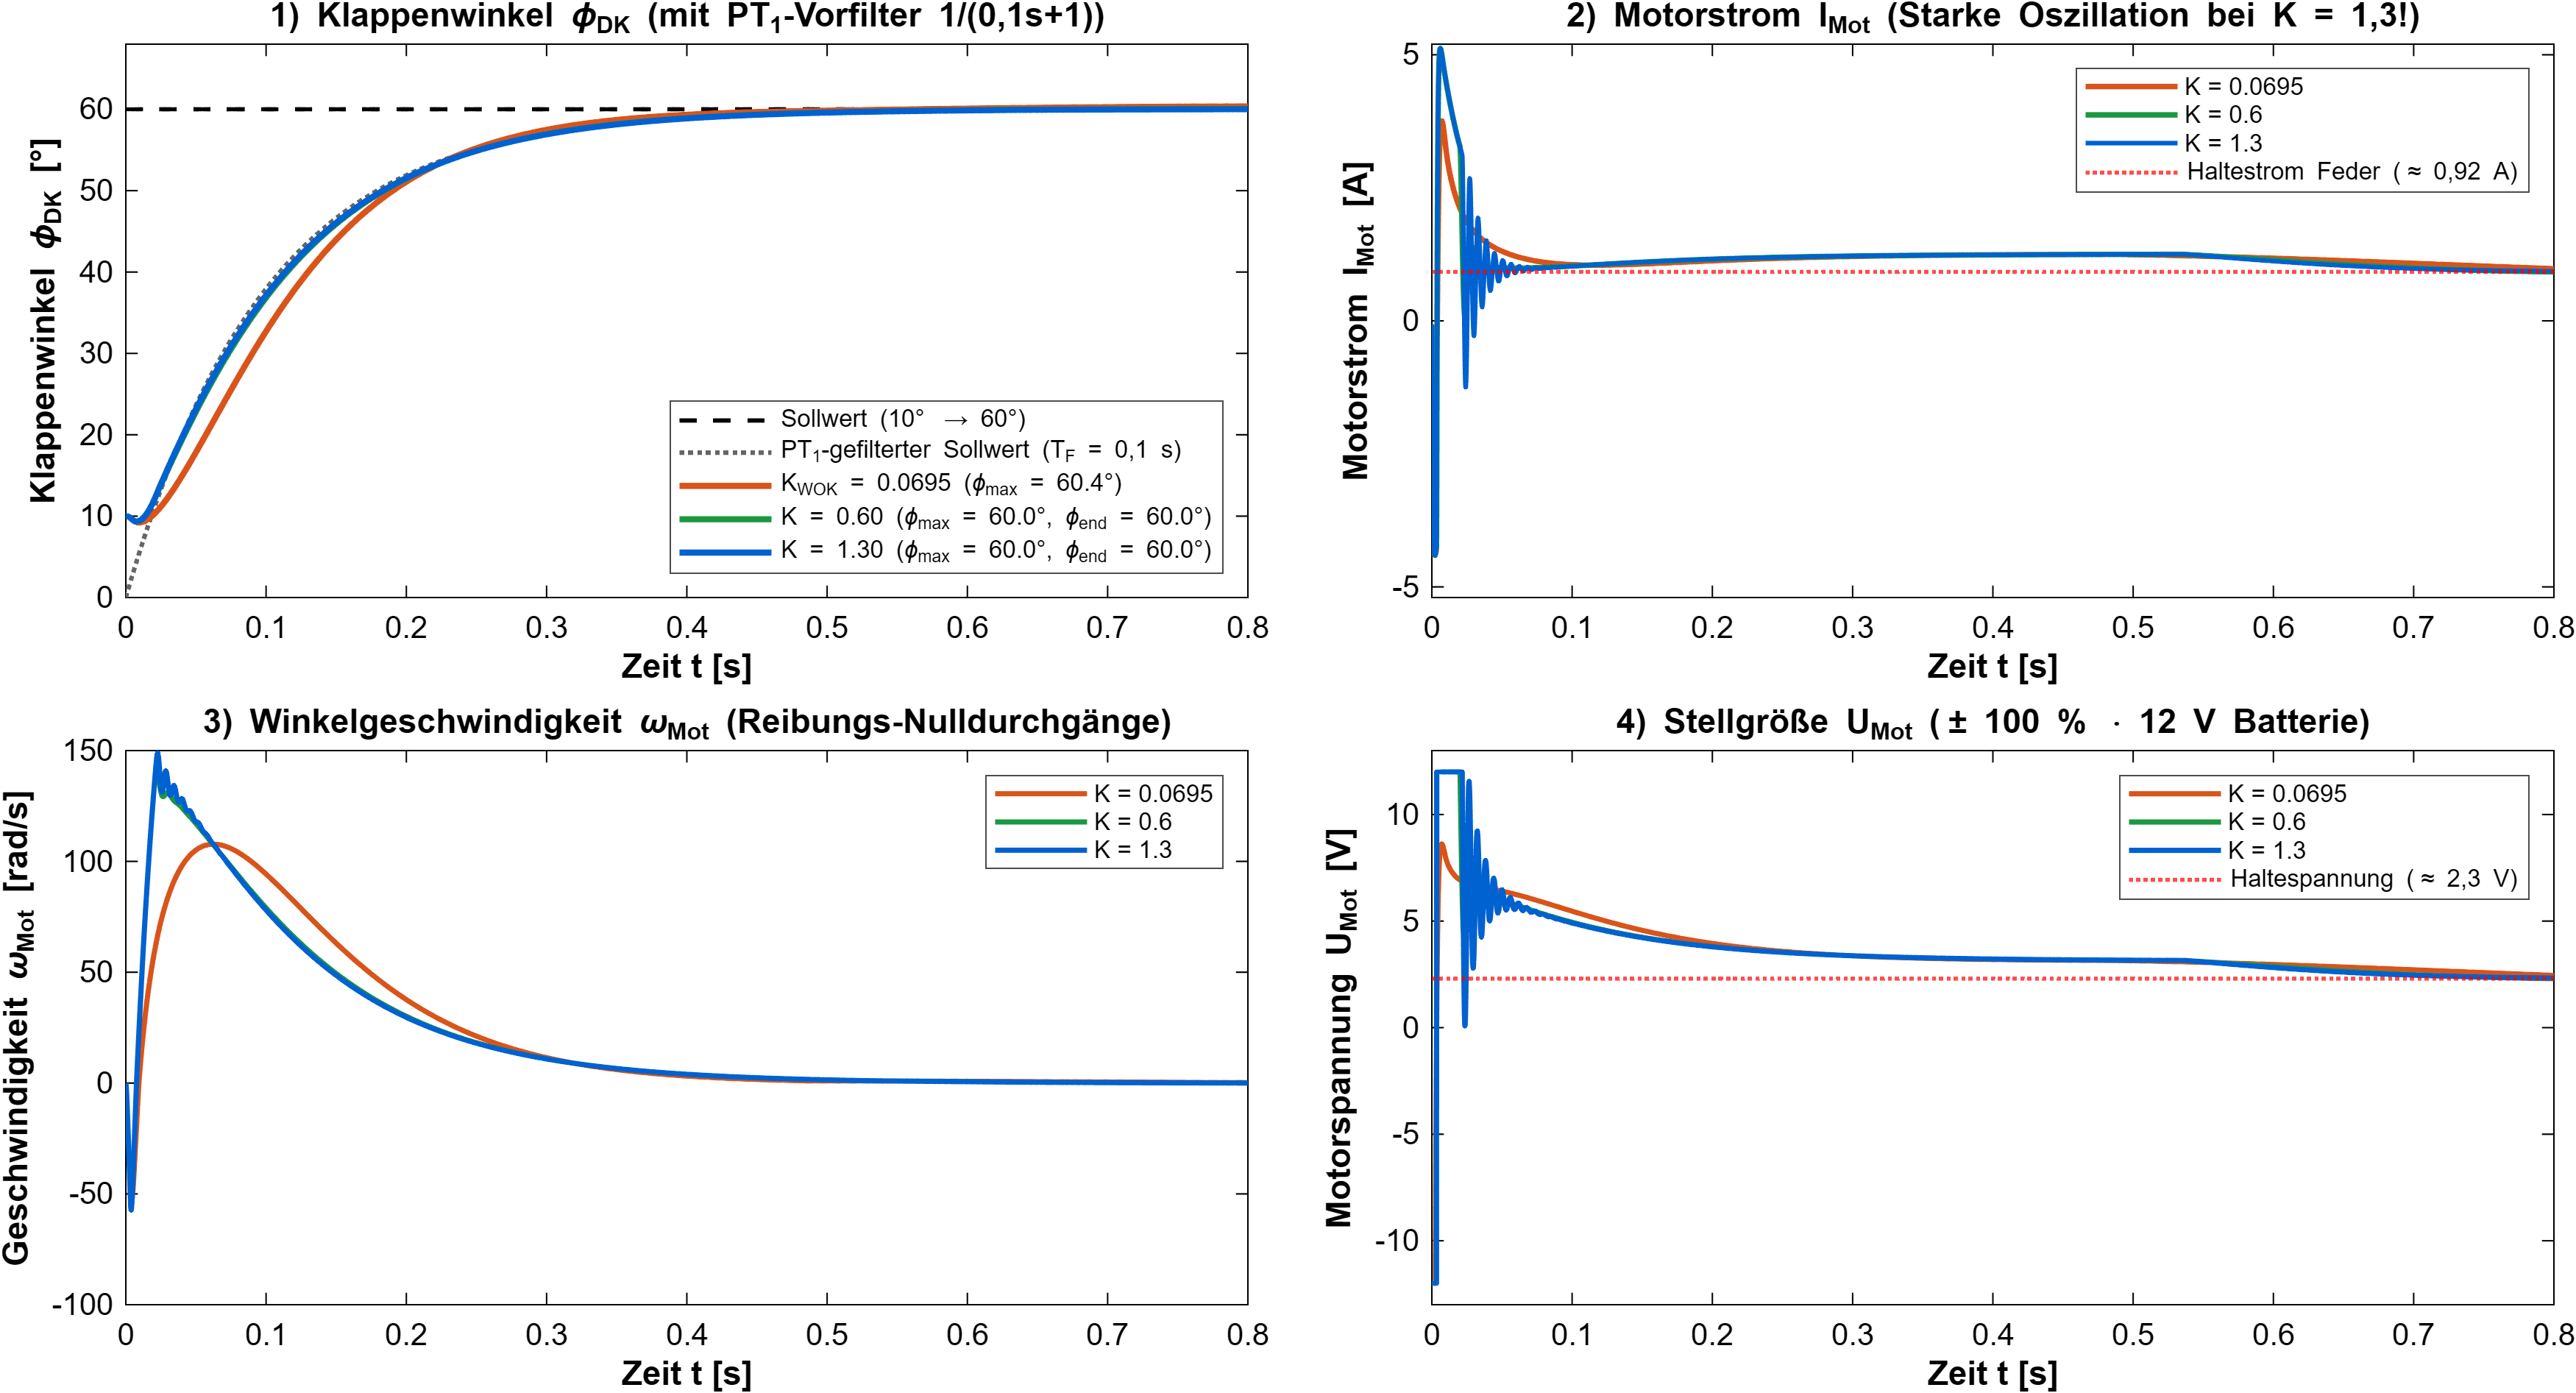 1) Klappenwinkel ϕDK (mit PT1-Vorfilter 1/(0,1s+1))
Klappenwinkel ϕDK [°]
60
50
40
30
20
10
0
Sollwert (10° → 60°)
PT1-gefilterter Sollwert (TF = 0,1 s)
KWOK = 0.0695 (ϕmax = 60.4°)
K = 0.60 (ϕmax = 60.0°, ϕend = 60.0°)
K = 1.30 (ϕmax = 60.0°, ϕend = 60.0°)
0 0.1 0.2 0.3 0.4 0.5 0.6 0.7 0.8
Zeit t [s]
2) Motorstrom IMot (Starke Oszillation bei K = 1,3!)
Motorstrom IMot [A]
5
0
-5
K = 0.0695
K = 0.6
K = 1.3
Haltestrom Feder (≈ 0,92 A)
0 0.1 0.2 0.3 0.4 0.5 0.6 0.7 0.8
Zeit t [s]
3) Winkelgeschwindigkeit ωMot (Reibungs-Nulldurchgänge)
Geschwindigkeit ωMot [rad/s]
150
100
50
0
-50
-100
K = 0.0695
K = 0.6
K = 1.3
0 0.1 0.2 0.3 0.4 0.5 0.6 0.7 0.8
Zeit t [s]
4) Stellgröße UMot (± 100 % · 12 V Batterie)
Motorspannung UMot [V]
10
5
0
-5
-10
K = 0.0695
K = 0.6
K = 1.3
Haltespannung (≈ 2,3 V)
0 0.1 0.2 0.3 0.4 0.5 0.6 0.7 0.8
Zeit t [s]